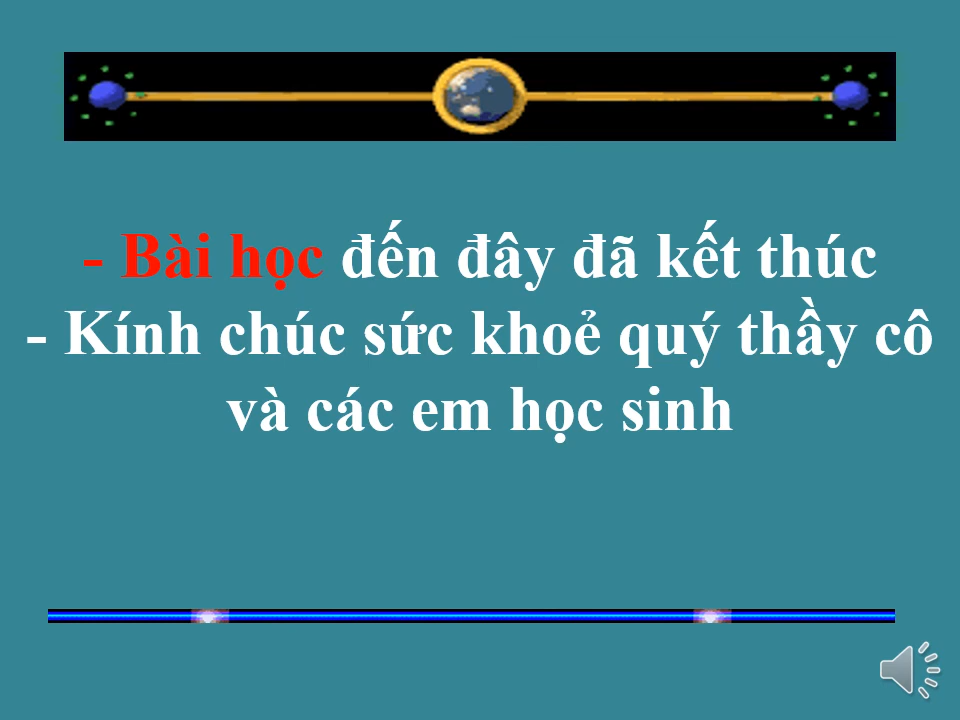 - Bài học đến đây đã kết thúc
- Kính chúc sức khoẻ quý thầy cô
và các em học sinh